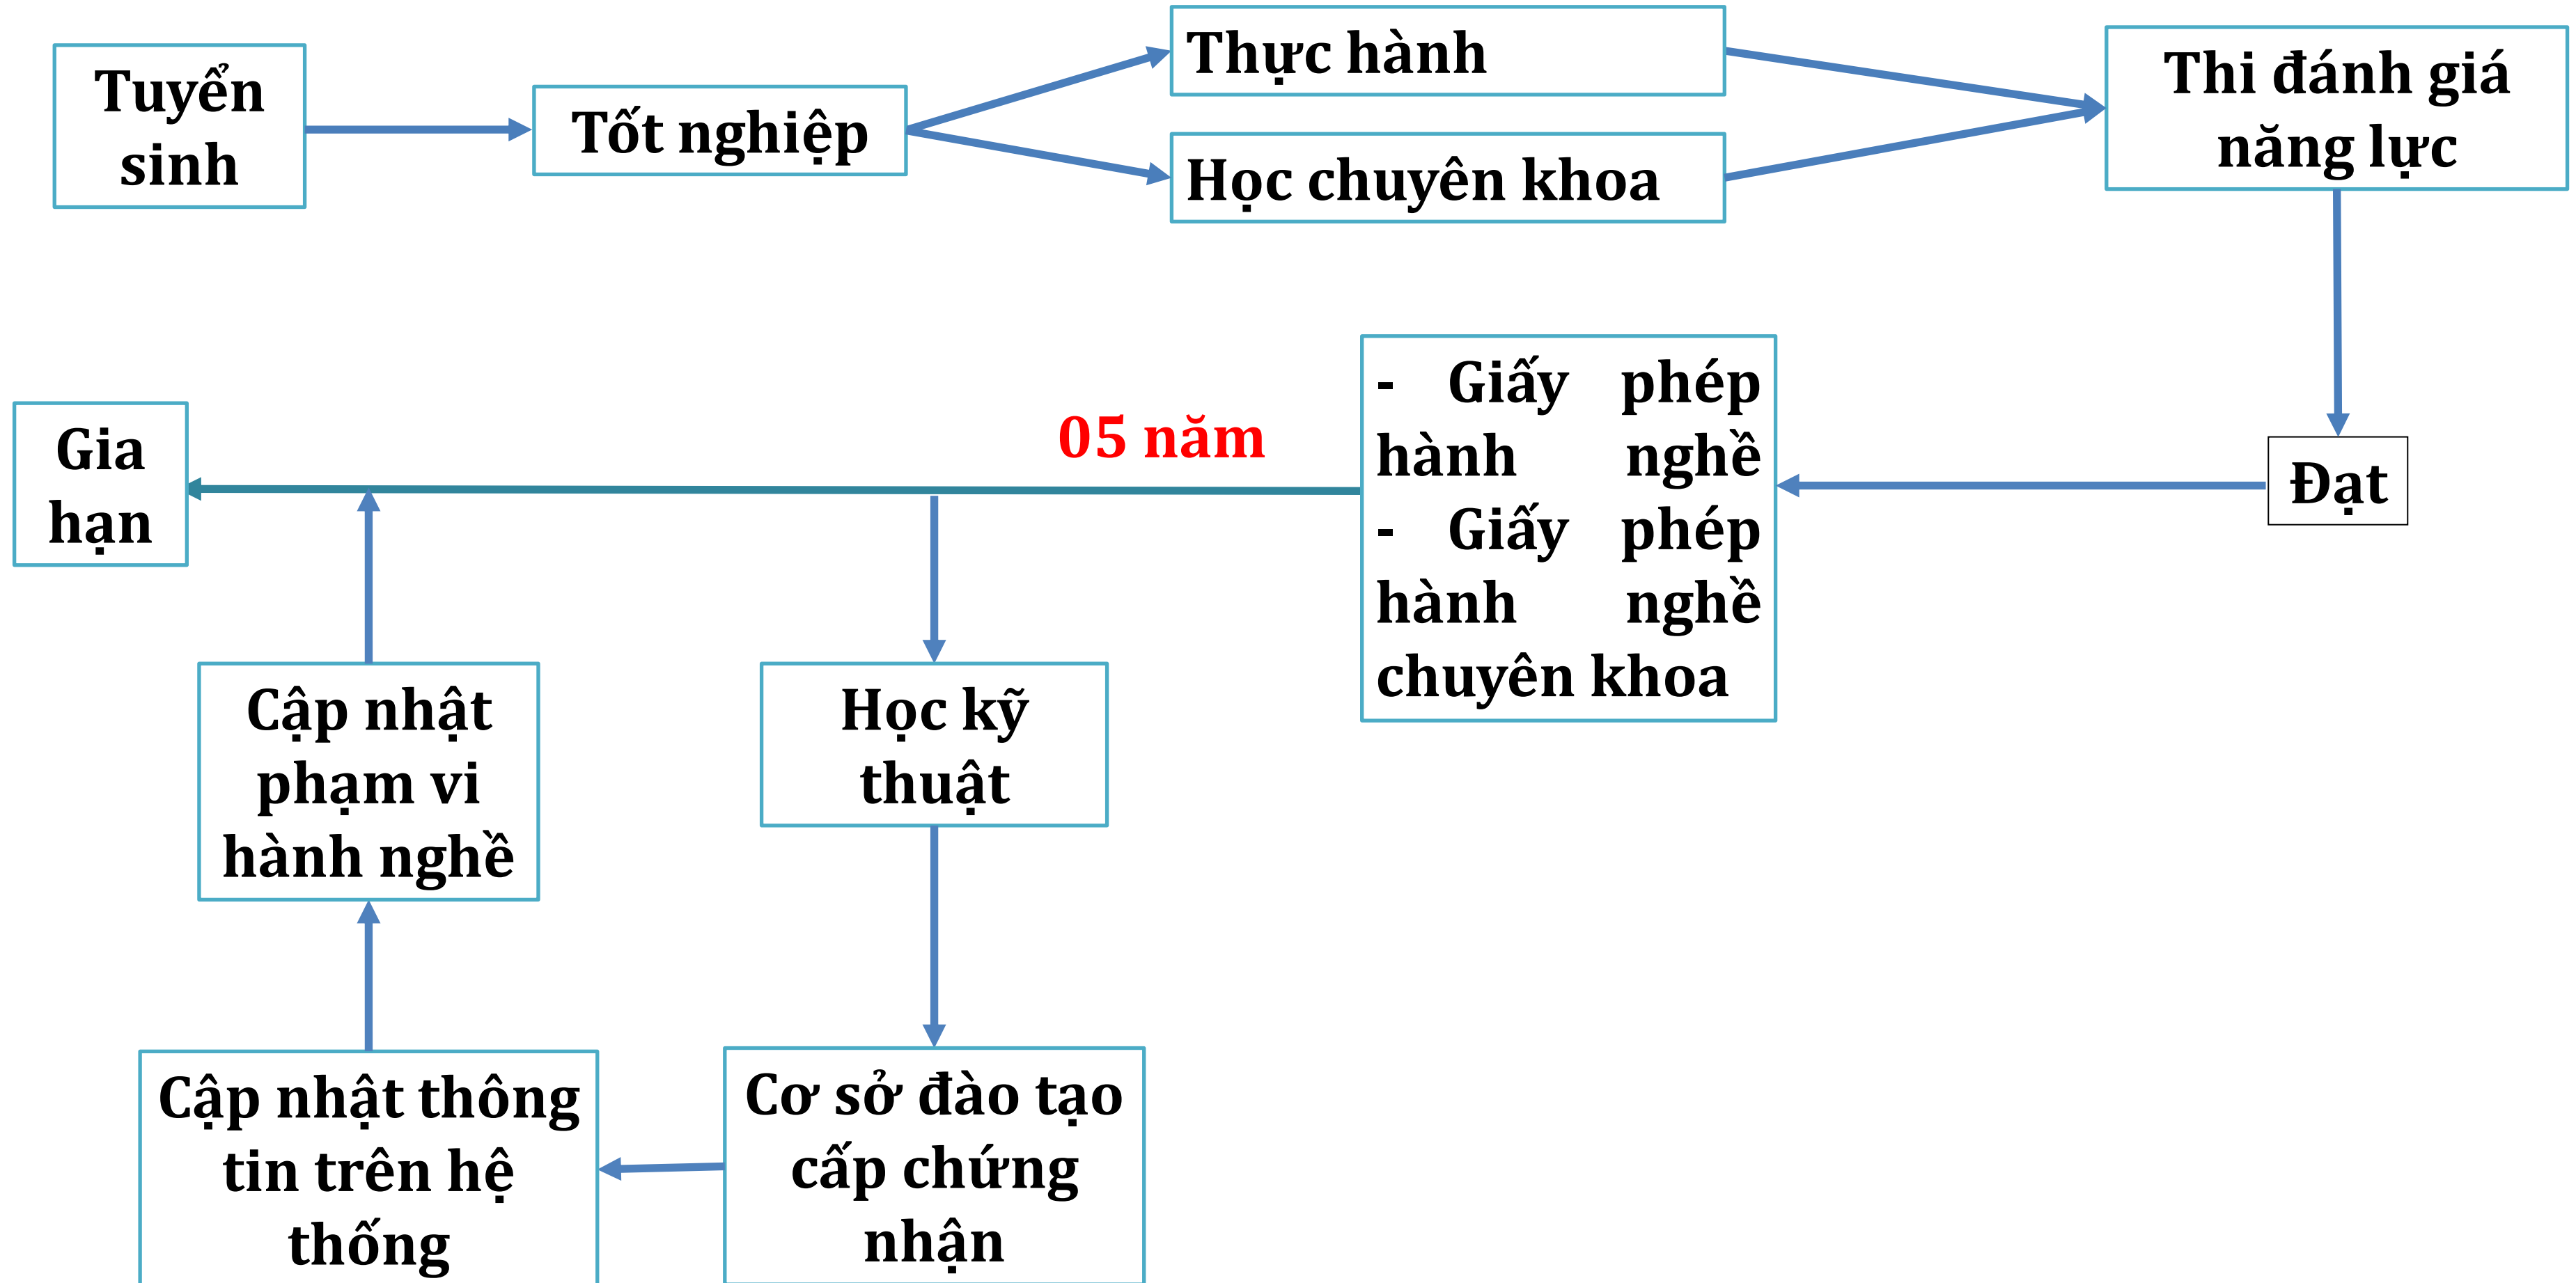 Tuyển
sinh
Tốt nghiệp
Thực hành
Học chuyên khoa
Thi đánh giá
năng lực
Đạt
- Giấy phép
hành nghề
- Giấy phép
hành nghề
chuyên khoa
05 năm
Gia
hạn
Học kỹ
thuật
Cơ sở đào tạo
cấp chứng
nhận
Cập nhật thông
tin trên hệ
thống
Cập nhật
phạm vi
hành nghề